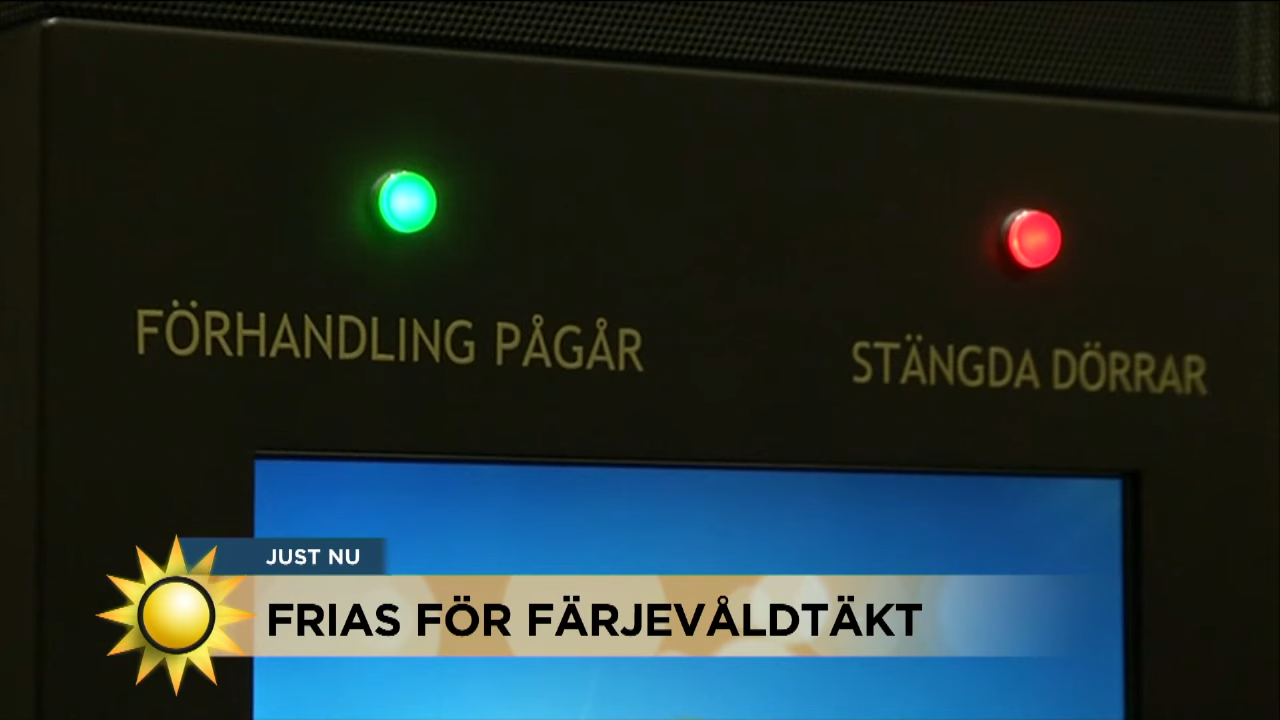 FÖRHANDLING PÅGÅR
STÄNGDA DÖRRAR
JUST NU
FRIAS FÖR FÄRJEVÅLDTÄKT